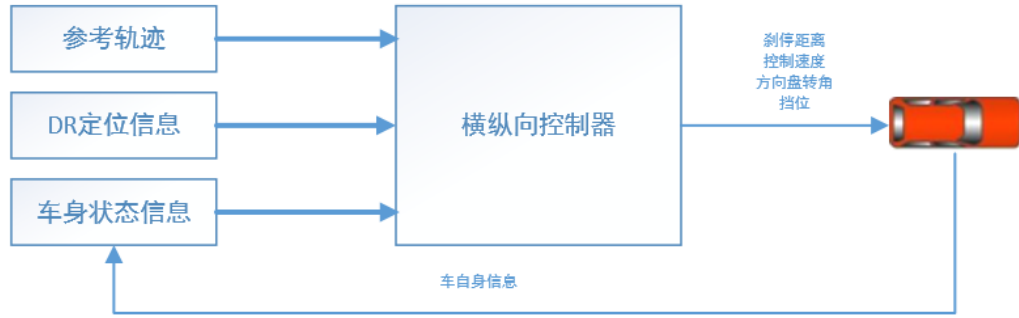 参考轨迹
DR定位信息
车身状态信息
横纵向控制器
刹停距离
控制速度
方向盘转角
挡位
车自身信息